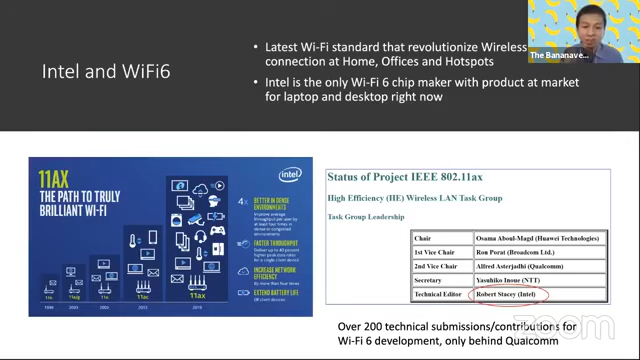 Intel and WiFi6
• Latest Wi-Fi standard that revolutionize Wireless
connection at Home, Offices and Hotspots
• Intel is the only Wi-Fi 6 chip maker with product at market
for laptop and desktop right now
The Bananave...
11AX
THE PATH TO TRULY
BRILLIANT WI-FI
intel
4X
BETTER IN DENSE
ENVIRONMENTS
FASTER THROUGHPUT
INCREASE NETWORK
EFFICIENCY
EXTEND BATTERY
LIFE
11ac
11ax
Status of Project IEEE 802.11ax
High Efficiency (HE) Wireless LAN Task Group
Task Group Leadership
Chair Osama Aboul-Magd (Huawei Technologies)
1st Vice Chair Ron Porat (Broadcom Ltd.)
2nd Vice Chair Alfred Asterjadhi (Qualcomm)
Secretary Yasuhiko Inoue (NTT)
Technical Editor Robert Stacey (Intel)
Over 200 technical submissions/contributions for
Wi-Fi 6 development, only behind Qualcomm
zoom